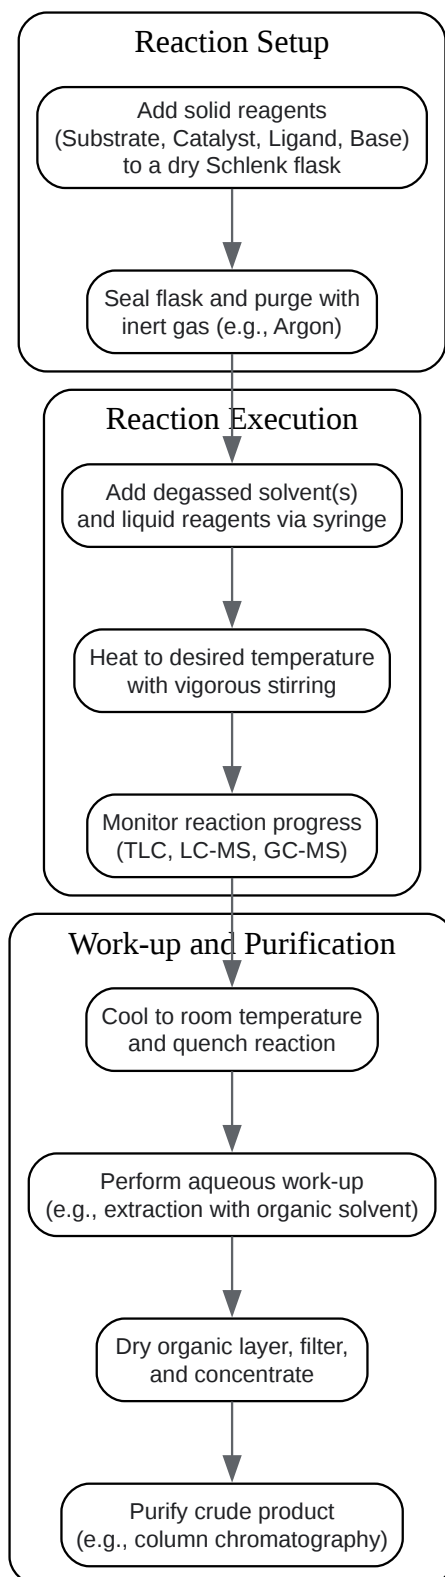 Reaction Setup
Add solid reagents
(Substrate, Catalyst, Ligand, Base)
to a dry Schlenk flask
Seal flask and purge with
inert gas (e.g., Argon)
Reaction Execution
Add degassed solvent(s)
and liquid reagents via syringe
Heat to desired temperature
with vigorous stirring
Monitor reaction progress
(TLC, LC-MS, GC-MS)
Work-up and Purification
Cool to room temperature
and quench reaction
Perform aqueous work-up
(e.g., extraction with organic solvent)
Dry organic layer, filter,
and concentrate
Purify crude product
(e.g., column chromatography)